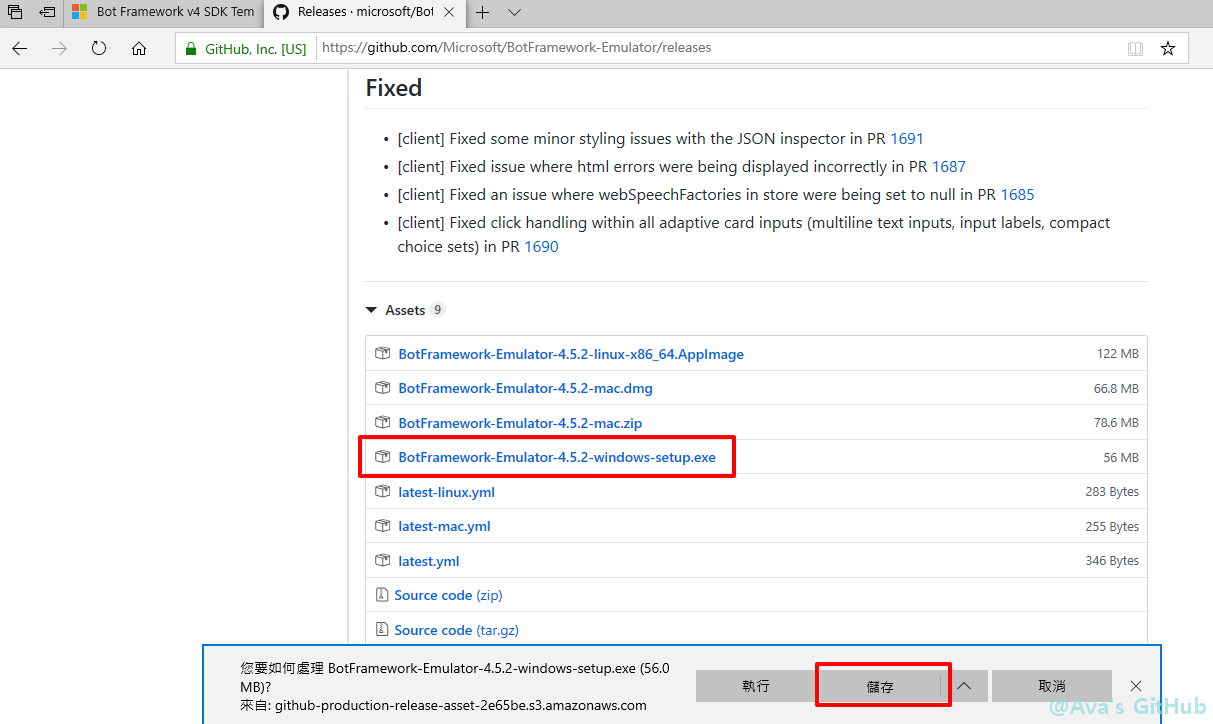 Bot Framework v4 SDK Tem
Releases · microsoft/Bot
GitHub, Inc. [US]
https://github.com/Microsoft/BotFramework-Emulator/releases
Fixed
• [client] Fixed some minor styling issues with the JSON inspector in PR 1691
• [client] Fixed issue where html errors were being displayed incorrectly in PR 1687
• [client] Fixed an issue where webSpeechFactories in store were being set to null in PR 1685
• [client] Fixed click handling within all adaptive card inputs (multiline text inputs, input labels, compact
choice sets) in PR 1690
Assets 9
BotFramework-Emulator-4.5.2-linux-x86_64.AppImage 122 MB
BotFramework-Emulator-4.5.2-mac.dmg 66.8 MB
BotFramework-Emulator-4.5.2-mac.zip 78.6 MB
BotFramework-Emulator-4.5.2-windows-setup.exe 56 MB
latest-linux.yml 283 Bytes
latest-mac.yml 255 Bytes
latest.yml 346 Bytes
Source code (zip)
Source code (tar.gz)
您要如何處理 BotFramework-Emulator-4.5.2-windows-setup.exe (56.0
MB)?
來自: github-production-release-asset-2e65be.s3.amazonaws.com
執行
儲存
取消
@Ava's GitHub